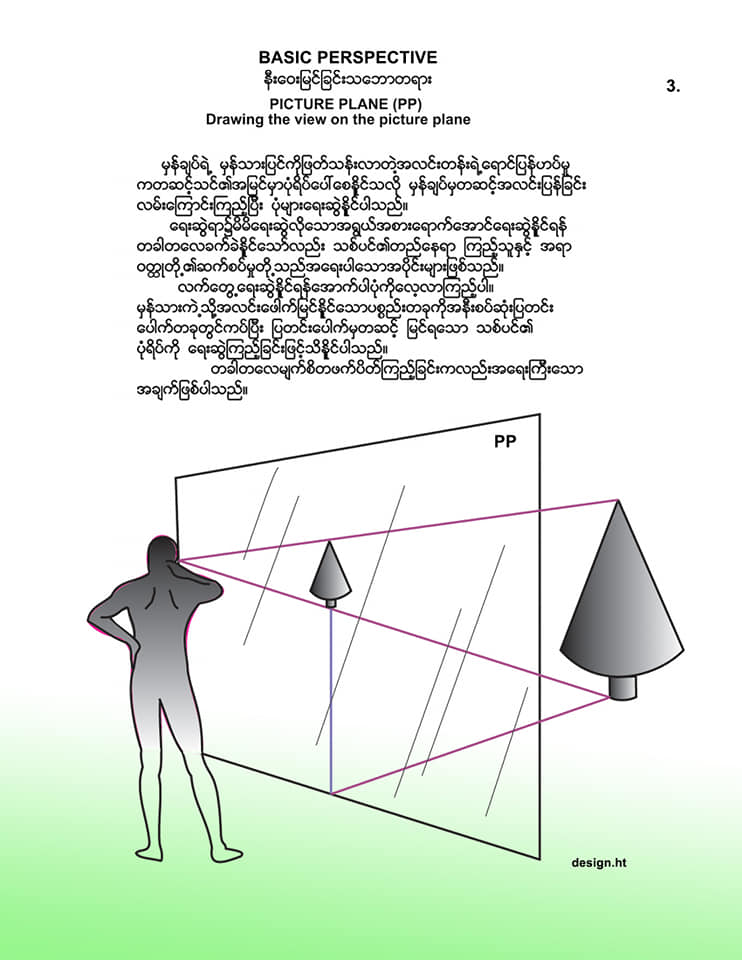 BASIC PERSPECTIVE
နီးဝေးမြင်ခြင်းသဘောတရား
3.
PICTURE PLANE (PP)
Drawing the view on the picture plane
မှန်ချပ်ရဲ့ မှန်သားပြင်ကိုဖြတ်သန်းလာတဲ့အလင်းတန်းရဲ့ရောင်ပြန်ဟပ်မှု
ကတဆင့်သင်၏အမြင်မှာပုံရိပ်ပေါ်စေနိုင်သလို မှန်ချပ်မှတဆင့်အလင်းပြန်ခြင်း
လမ်းကြောင်းကြည့်ပြီး ပုံများရေးဆွဲနိုင်ပါသည်။
ရေးဆွဲရာ၌မိမိရေးဆွဲလိုသောအရွယ်အစားရောက်အောင်ရေးဆွဲနိုင်ရန်
တခါတလေခက်ခဲနိုင်သော်လည်း သစ်ပင်၏တည်နေရာ ကြည့်သူနှင့် အရာ
ဝတ္ထုတို့၏ဆက်စပ်မှုတို့သည်အရေးပါသောအပိုင်းများဖြစ်သည်။
လက်တွေ့ရေးဆွဲနိုင်ရန်အောက်ပါပုံကိုလေ့လာကြည့်ပါ။
မှန်သားကဲ့သို့အလင်းဖေါက်မြင်နိုင်သောပစ္စည်းတခုကိုအနီးစပ်ဆုံးပြတင်း
ပေါက်တခုတွင်ကပ်ပြီး ပြတင်းပေါက်မှတဆင့် မြင်ရသော သစ်ပင်၏
ပုံရိပ်ကို ရေးဆွဲကြည့်ခြင်းဖြင့်သိနိုင်ပါသည်။
တခါတလေမျက်စိတဖက်ပိတ်ကြည့်ခြင်းကလည်းအရေးကြီးသော
အချက်ဖြစ်ပါသည်။
PP
design.ht